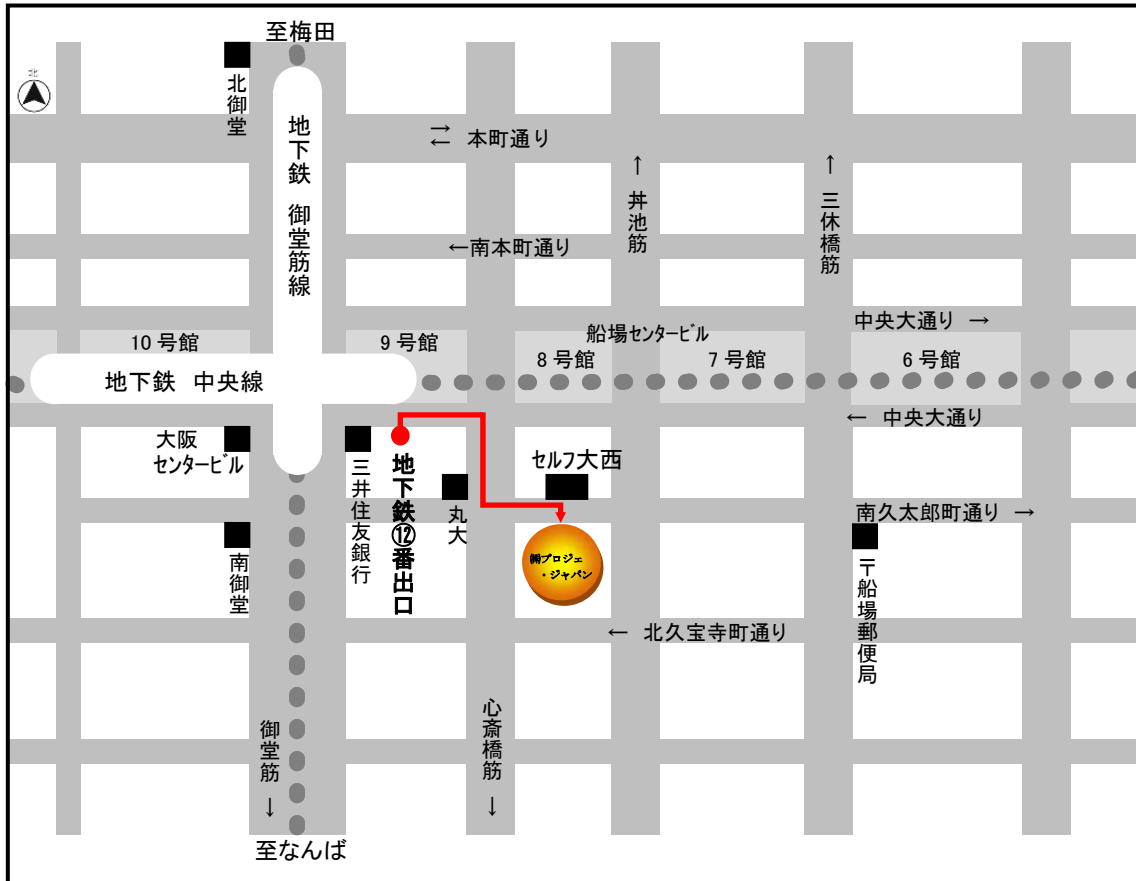 至梅田
北
北御堂
地下鉄 御堂筋線
→
← 本町通り
↑ 丼池筋
↑ 三休橋筋
←南本町通り
中央大通り →
船場センタービル
10号館
9号館
8号館
7号館
6号館
地下鉄 中央線
← 中央大通り
大阪
センタービル
三井住友銀行
地下鉄⑫番出口
丸大
セルフ大西
南久太郎町通り →
南御堂
㈱プロジェ
・ジャパン
〒船場郵便局
← 北久宝寺町通り
御堂筋 ↓
心斎橋筋 ↓
至なんば